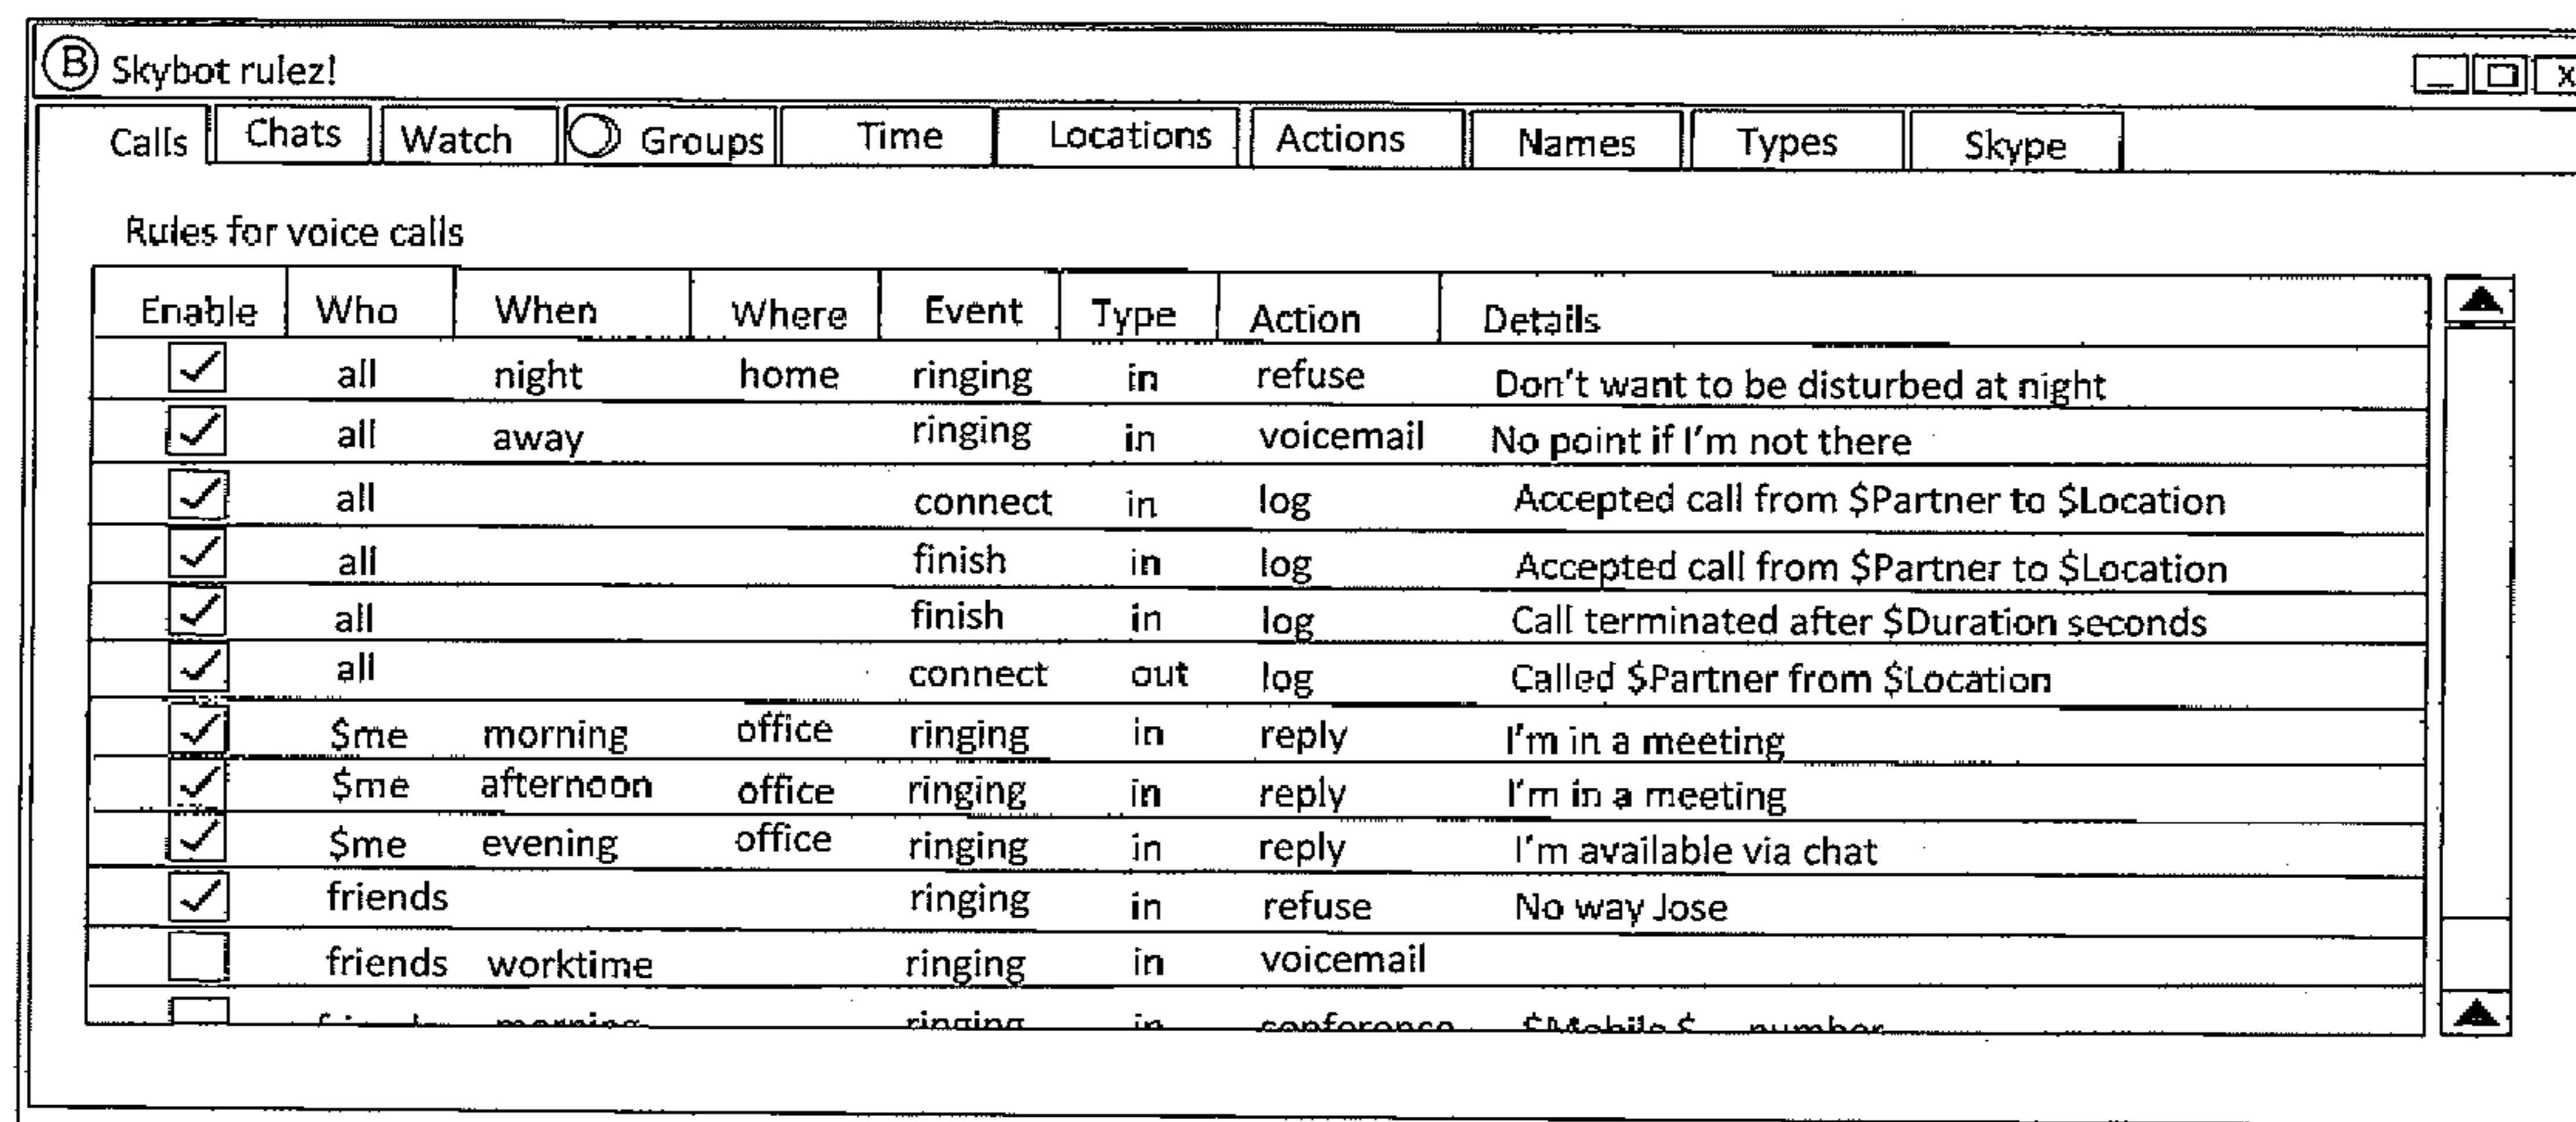 B Skybot rulez! _ X
Calls Chats Watch Groups Time Locations Actions Names Types Skype
Rules for voice calls
Enable Who When Where Event Type Action Details
all night home ringing in refuse Don't want to be disturbed at night
all away ringing in voicemail No point if I'm not there
all connect in log Accepted call from $Partner to $Location
all finish in log Accepted call from $Partner to $Location
all finish in log Call terminated after $Duration seconds
all connect out log Called $Partner from $Location
$me morning office ringing in reply I'm in a meeting
$me afternoon office ringing in reply I'm in a meeting
$me evening office ringing in reply I'm available via chat
friends ringing in refuse No way Jose
friends worktime ringing in voicemail
morning ringing in conference number